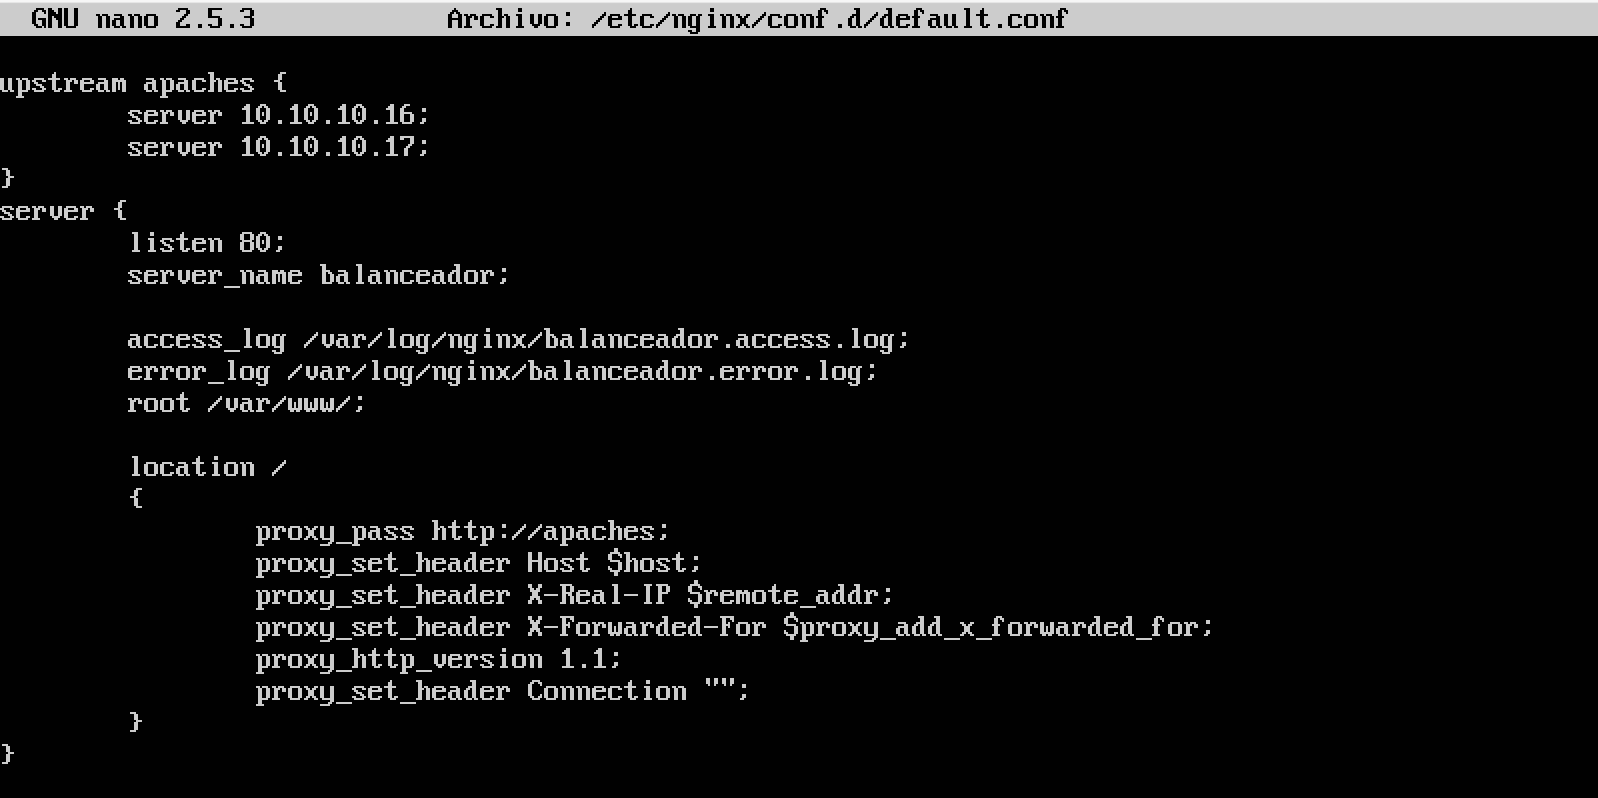 GNU nano 2.5.3 Archivo: /etc/nginx/conf.d/default.conf
upstream apaches {
server 10.10.10.16;
server 10.10.10.17;
}
server {
listen 80;
server_name balanceador;
access_log /var/log/nginx/balanceador.access.log;
error_log /var/log/nginx/balanceador.error.log;
root /var/www/;
location /
{
proxy_pass http://apaches;
proxy_set_header Host $host;
proxy_set_header X-Real-IP $remote_addr;
proxy_set_header X-Forwarded-For $proxy_add_x_forwarded_for;
proxy_http_version 1.1;
proxy_set_header Connection "";
}
}